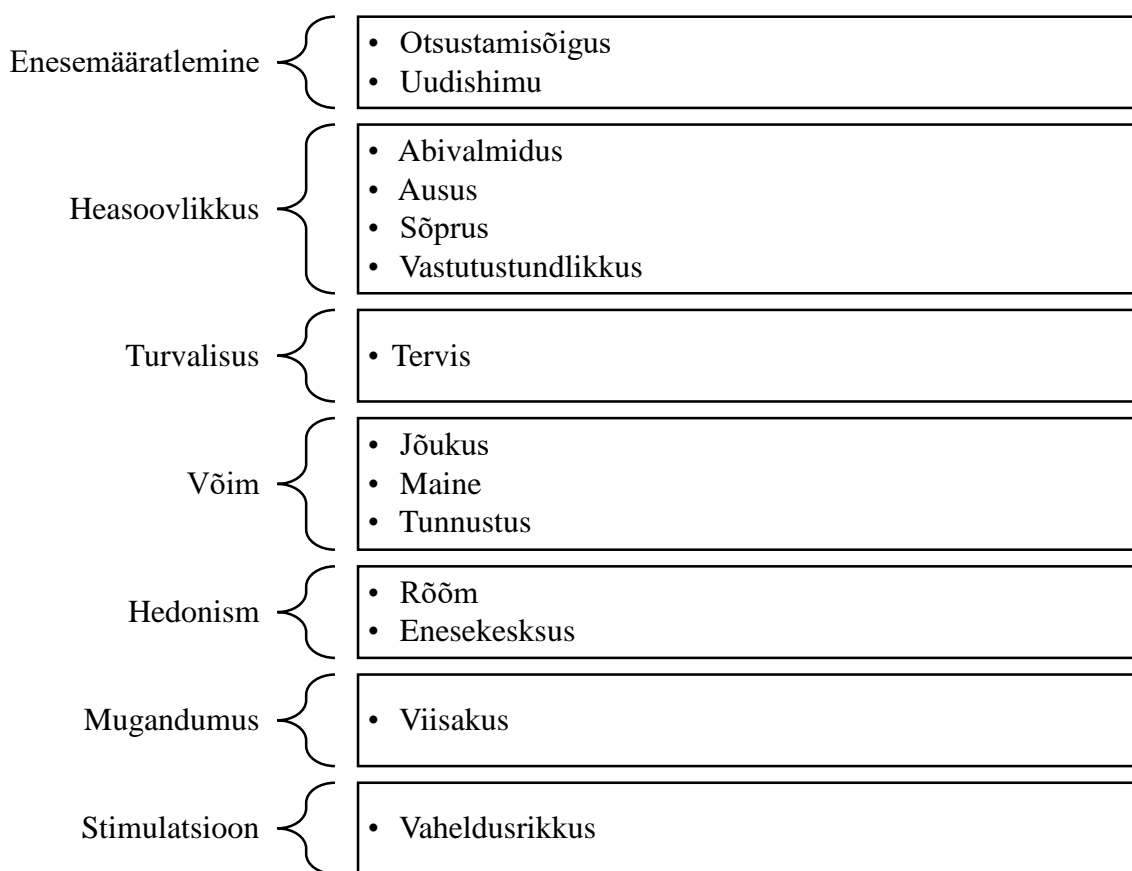 Enesemääratlemine
• Otsustamisõigus
• Uudishimu
Heasoovlikkus
• Abivalmidus
• Ausus
• Sõprus
• Vastutustundlikkus
Turvalisus
• Tervis
Võim
• Jõukus
• Maine
• Tunnustus
Hedonism
• Rõõm
• Enesekesksus
Mugandumus
• Viisakus
Stimulatsioon
• Vaheldusrikkus